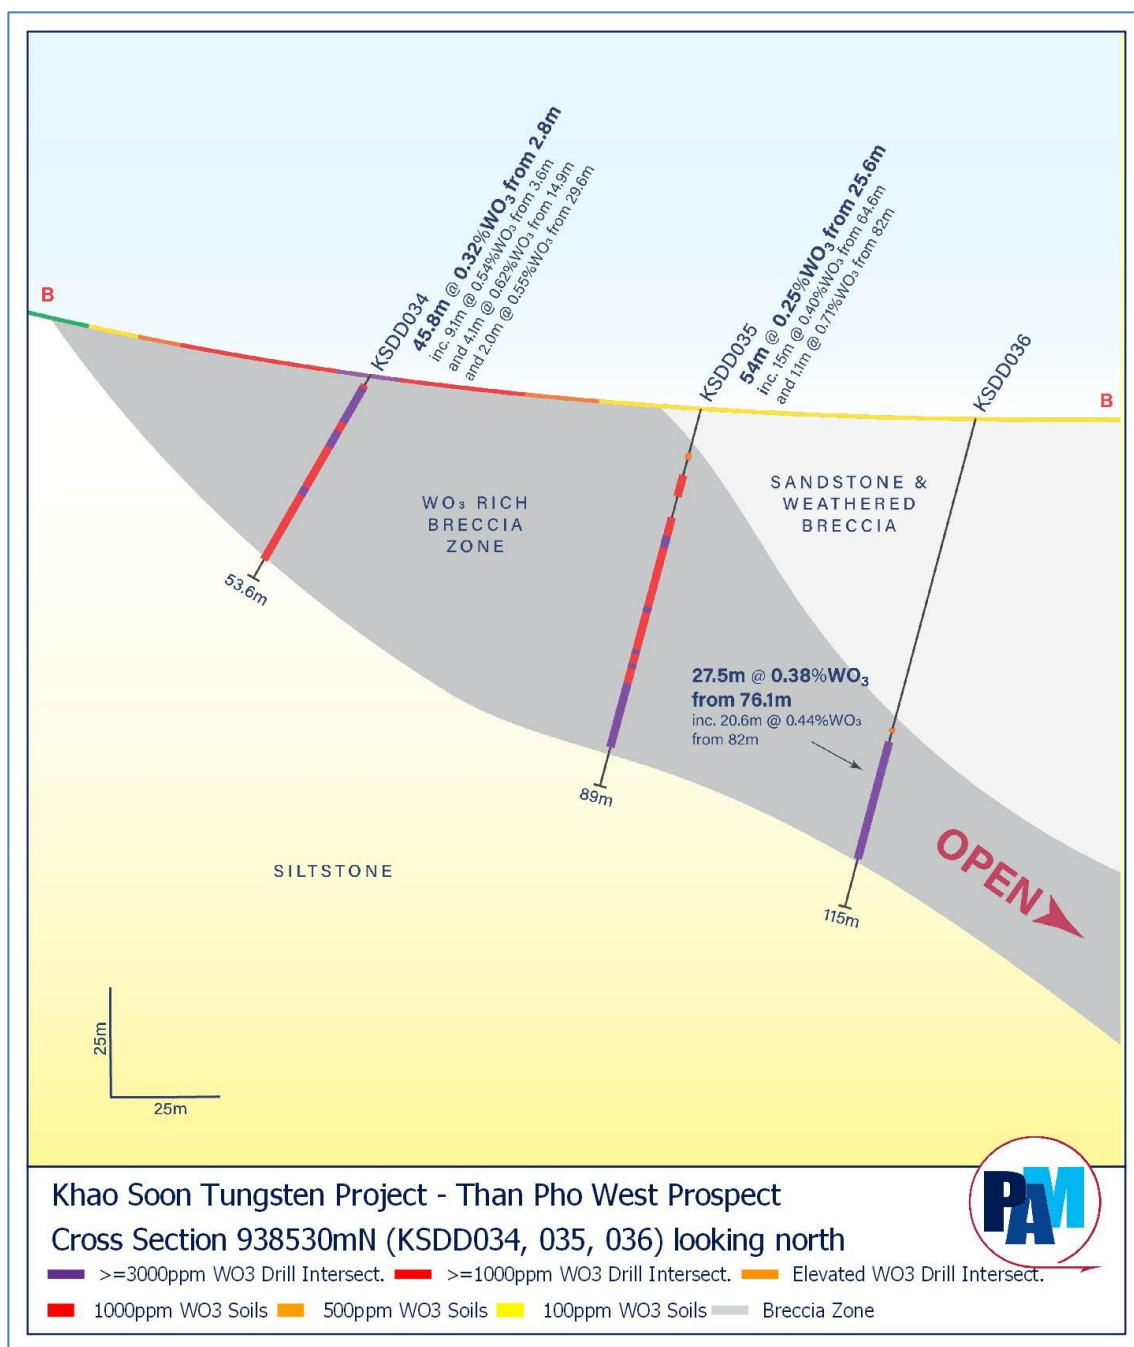 B
KSDD034
45.8m @ 0.32%WO₃ from 2.8m
inc. 9.1m @ 0.54%WO₃ from 3.6m
and 4.1m @ 0.62%WO₃ from 14.9m
and 2.0m @ 0.55%WO₃ from 29.6m
KSDD035
54m @ 0.25%WO₃ from 25.6m
inc. 15m @ 0.40%WO₃ from 64.6m
and 1.1m @ 0.71%WO₃ from 82m
KSDD036
B
WO₃ RICH
BRECCIA
ZONE
SANDSTONE &
WEATHERED
BRECCIA
53.6m
27.5m @ 0.38%WO₃
from 76.1m
inc. 20.6m @ 0.44%WO₃
from 82m
89m
115m
OPEN
SILTSTONE
25m
25m
Khao Soon Tungsten Project - Than Pho West Prospect
Cross Section 938530mN (KSDD034, 035, 036) looking north
>=3000ppm WO3 Drill Intersect. >=1000ppm WO3 Drill Intersect. Elevated WO3 Drill Intersect.
1000ppm WO3 Soils 500ppm WO3 Soils 100ppm WO3 Soils Breccia Zone
PAM